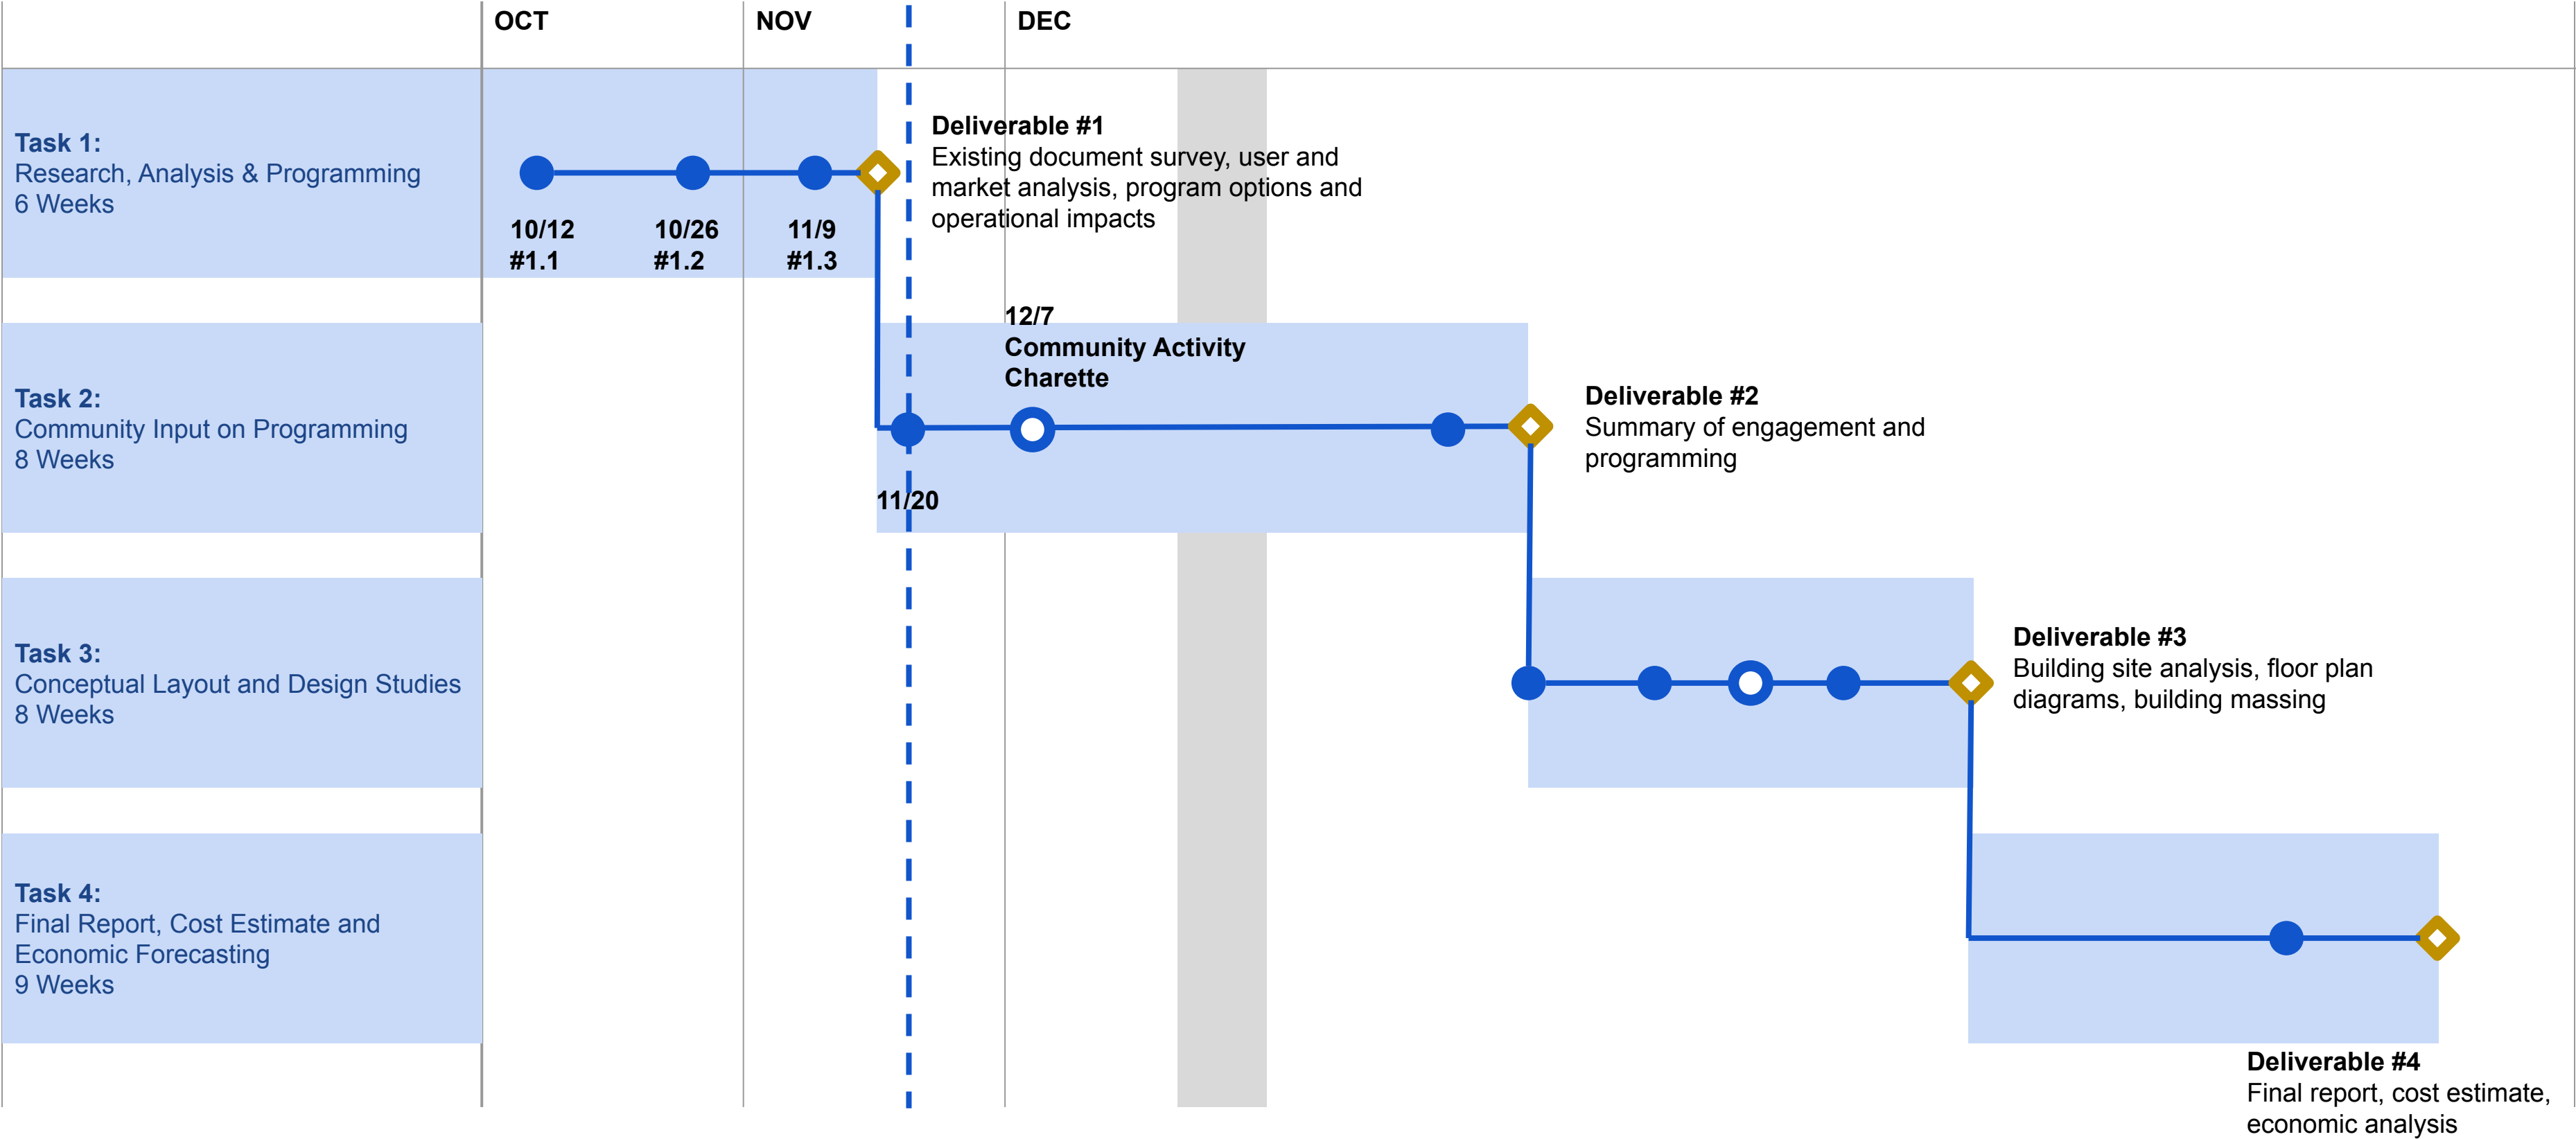 OCT
NOV
DEC
Task 1:
Research, Analysis & Programming
6 Weeks
10/12
#1.1
10/26
#1.2
11/9
#1.3
Deliverable #1
Existing document survey, user and
market analysis, program options and
operational impacts
Task 2:
Community Input on Programming
8 Weeks
11/20
12/7
Community Activity
Charette
Deliverable #2
Summary of engagement and
programming
Task 3:
Conceptual Layout and Design Studies
8 Weeks
Deliverable #3
Building site analysis, floor plan
diagrams, building massing
Task 4:
Final Report, Cost Estimate and
Economic Forecasting
9 Weeks
Deliverable #4
Final report, cost estimate,
economic analysis